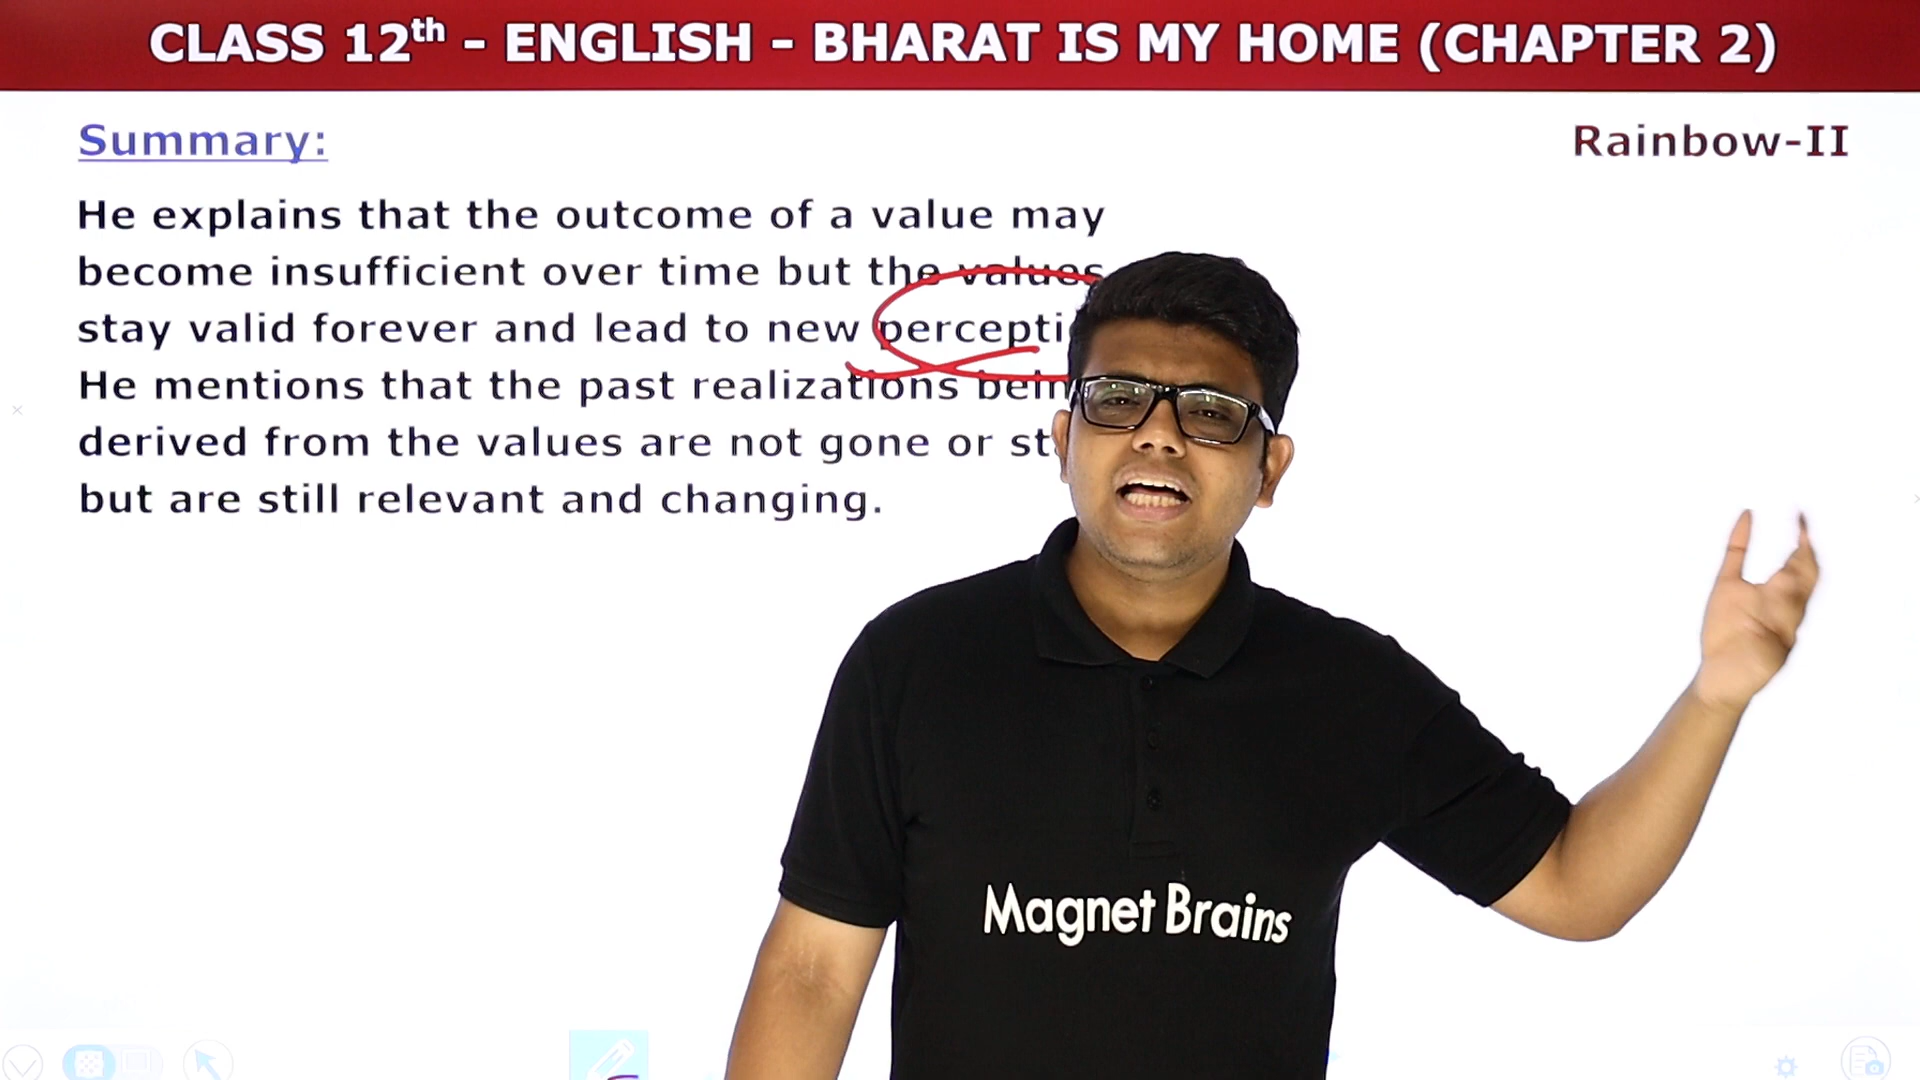 CLASS 12th - ENGLISH - BHARAT IS MY HOME (CHAPTER 2)
Summary:
Rainbow-II
He explains that the outcome of a value may
become insufficient over time but the values
stay valid forever and lead to new
He mentions that the past realizations
derived from the values are not gone or
but are still relevant and changing.
Magnet Brains